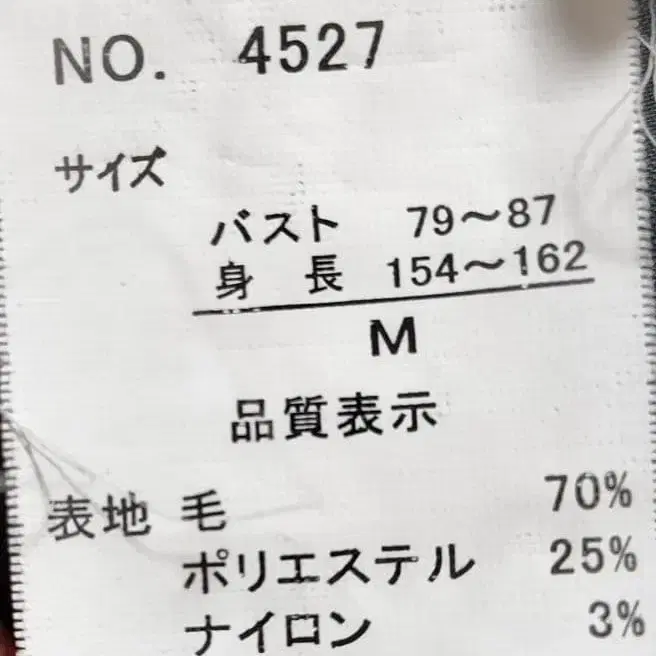 NO. 4527
サイズ
バスト 79〜87
身 長 154〜162
M
品質表示
表地 毛 70%
ポリエステル 25%
ナイロン 3%